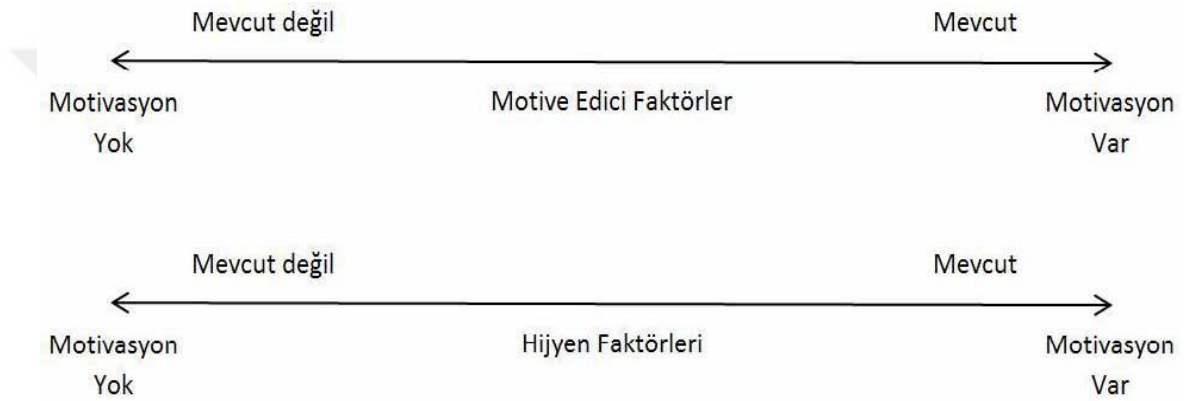 Mevcut değil Mevcut
Motivasyon Motive Edici Faktörler Motivasyon
Yok Var
Mevcut değil Mevcut
Motivasyon Hijyen Faktörleri Motivasyon
Yok Var